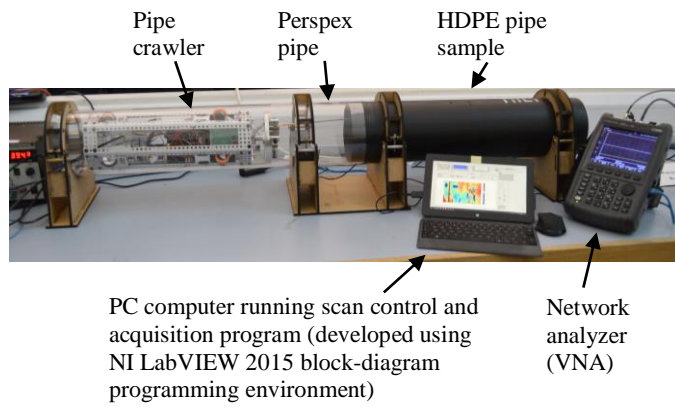 Pipe
crawler
Perspex
pipe
HDPE pipe
sample
PC computer running scan control and
acquisition program (developed using
NI LabVIEW 2015 block-diagram
programming environment)
Network
analyzer
(VNA)